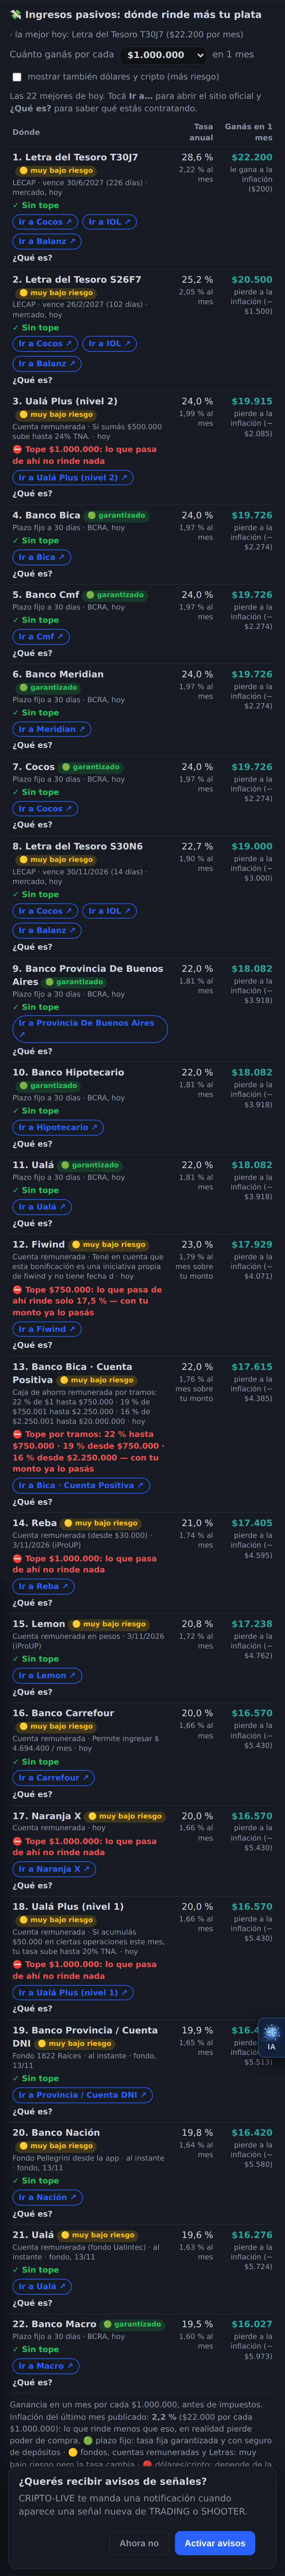 💸 Ingresos pasivos: dónde rinde más tu plata
· la mejor hoy: Letra del Tesoro T30J7 ($22.200 por mes)
Cuánto ganás por cada $1.000.000 en 1 mes
mostrar también dólares y cripto (más riesgo)
Las 22 mejores de hoy. Tocá Ir a… para abrir el sitio oficial y
¿Qué es? para saber qué estás contratando.
Dónde Tasa anual Ganás en 1 mes
1. Letra del Tesoro T30J7 28,6 % $22.200
🟡 muy bajo riesgo 2,22 % al mes le gana a la inflación ($200)
LECAP · vence 30/6/2027 (226 días) ·
mercado, hoy
✓ Sin tope
Ir a Cocos ↗ Ir a IOL ↗
Ir a Balanz ↗
¿Qué es?
2. Letra del Tesoro S26F7 25,2 % $20.500
🟡 muy bajo riesgo 2,05 % al mes pierde a la inflación (−$1.500)
LECAP · vence 26/2/2027 (102 días) ·
mercado, hoy
✓ Sin tope
Ir a Cocos ↗ Ir a IOL ↗
Ir a Balanz ↗
¿Qué es?
3. Ualá Plus (nivel 2) 24,0 % $19.915
🟡 muy bajo riesgo 1,99 % al mes pierde a la inflación (−$2.085)
Cuenta remunerada · Si sumás $500.000
sube hasta 24% TNA. · hoy
⛔ Tope $1.000.000: lo que pasa
de ahí no rinde nada
Ir a Ualá Plus (nivel 2) ↗
¿Qué es?
4. Banco Bica 🟢 garantizado 24,0 % $19.726
Plazo fijo a 30 días · BCRA, hoy 1,97 % al mes pierde a la inflación (−$2.274)
✓ Sin tope
Ir a Bica ↗
¿Qué es?
5. Banco Cmf 🟢 garantizado 24,0 % $19.726
Plazo fijo a 30 días · BCRA, hoy 1,97 % al mes pierde a la inflación (−$2.274)
✓ Sin tope
Ir a Cmf ↗
¿Qué es?
6. Banco Meridian 24,0 % $19.726
🟢 garantizado 1,97 % al mes pierde a la inflación (−$2.274)
Plazo fijo a 30 días · BCRA, hoy
✓ Sin tope
Ir a Meridian ↗
¿Qué es?
7. Cocos 🟢 garantizado 24,0 % $19.726
Plazo fijo a 30 días · BCRA, hoy 1,97 % al mes pierde a la inflación (−$2.274)
✓ Sin tope
Ir a Cocos ↗
¿Qué es?
8. Letra del Tesoro S30N6 22,7 % $19.000
🟡 muy bajo riesgo 1,90 % al mes pierde a la inflación (−$3.000)
LECAP · vence 30/11/2026 (14 días) ·
mercado, hoy
✓ Sin tope
Ir a Cocos ↗ Ir a IOL ↗
Ir a Balanz ↗
¿Qué es?
9. Banco Provincia De Buenos 22,0 % $18.082
Aires 🟢 garantizado 1,81 % al mes pierde a la inflación (−$3.918)
Plazo fijo a 30 días · BCRA, hoy
✓ Sin tope
Ir a Provincia De Buenos Aires
↗
¿Qué es?
10. Banco Hipotecario 22,0 % $18.082
🟢 garantizado 1,81 % al mes pierde a la inflación (−$3.918)
Plazo fijo a 30 días · BCRA, hoy
✓ Sin tope
Ir a Hipotecario ↗
¿Qué es?
11. Ualá 🟢 garantizado 22,0 % $18.082
Plazo fijo a 30 días · BCRA, hoy 1,81 % al mes pierde a la inflación (−$3.918)
✓ Sin tope
Ir a Ualá ↗
¿Qué es?
12. Fiwind 🟡 muy bajo riesgo 23,0 % $17.929
Cuenta remunerada · Tené en cuenta que 1,79 % al mes sobre tu monto pierde a la inflación (−$4.071)
esta bonificación es una iniciativa propia
de fiwind y no tiene fecha d · hoy
⛔ Tope $750.000: lo que pasa de
ahí rinde solo 17,5 % — con tu
monto ya lo pasás
Ir a Fiwind ↗
¿Qué es?
13. Banco Bica · Cuenta 22,0 % $17.615
Positiva 🟡 muy bajo riesgo 1,76 % al mes sobre tu monto pierde a la inflación (−$4.385)
Caja de ahorro remunerada por tramos:
22 % de $1 hasta $750.000 · 19 % de
$750.001 hasta $2.250.000 · 16 % de
$2.250.001 hasta $20.000.000 · hoy
⛔ Tope por tramos: 22 % hasta
$750.000 · 19 % desde $750.000 ·
16 % desde $2.250.000 — con tu
monto ya lo pasás
Ir a Bica · Cuenta Positiva ↗
¿Qué es?
14. Reba 🟡 muy bajo riesgo 21,0 % $17.405
Cuenta remunerada (desde $30.000) · 1,74 % al mes pierde a la inflación (−$4.595)
3/11/2026 (iProUP)
⛔ Tope $1.000.000: lo que pasa
de ahí no rinde nada
Ir a Reba ↗
¿Qué es?
15. Lemon 🟡 muy bajo riesgo 20,8 % $17.238
Cuenta remunerada en pesos · 3/11/2026 1,72 % al mes pierde a la inflación (−$4.762)
(iProUP)
✓ Sin tope
Ir a Lemon ↗
¿Qué es?
16. Banco Carrefour 20,0 % $16.570
🟡 muy bajo riesgo 1,66 % al mes pierde a la inflación (−$5.430)
Cuenta remunerada · Permite ingresar $
4.694.400 / mes · hoy
✓ Sin tope
Ir a Carrefour ↗
¿Qué es?
17. Naranja X 🟡 muy bajo riesgo 20,0 % $16.570
Cuenta remunerada · hoy 1,66 % al mes pierde a la inflación (−$5.430)
⛔ Tope $1.000.000: lo que pasa
de ahí no rinde nada
Ir a Naranja X ↗
¿Qué es?
18. Ualá Plus (nivel 1) 20,0 % $16.570
🟡 muy bajo riesgo 1,66 % al mes pierde a la inflación (−$5.430)
Cuenta remunerada · Si acumulás
$50.000 en ciertas operaciones este mes,
tu tasa sube hasta 20% TNA. · hoy
⛔ Tope $1.000.000: lo que pasa
de ahí no rinde nada
Ir a Ualá Plus (nivel 1) ↗
¿Qué es?
19. Banco Provincia / Cuenta 19,9 %
DNI 🟡 muy bajo riesgo 1,65 % al mes $5.513)
Fondo 1822 Raíces · al instante · fondo,
13/11
✓ Sin tope
Ir a Provincia / Cuenta DNI ↗
¿Qué es?
IA
20. Banco Nación 19,8 % $16.420
🟡 muy bajo riesgo 1,64 % al mes pierde a la inflación (−$5.580)
Fondo Pellegrini desde la app · al instante
· fondo, 13/11
✓ Sin tope
Ir a Nación ↗
¿Qué es?
21. Ualá 🟡 muy bajo riesgo 19,6 % $16.276
Cuenta remunerada (fondo Ualintec) · al 1,63 % al mes pierde a la inflación (−$5.724)
instante · fondo, 13/11
✓ Sin tope
Ir a Ualá ↗
¿Qué es?
22. Banco Macro 🟢 garantizado 19,5 % $16.027
Plazo fijo a 30 días · BCRA, hoy 1,60 % al mes pierde a la inflación (−$5.973)
✓ Sin tope
Ir a Macro ↗
¿Qué es?
Ganancia en un mes por cada $1.000.000, antes de impuestos.
Inflación del último mes publicado: 2,2 % ($22.000 por cada
$1.000.000): lo que rinde menos que eso, en realidad pierde
poder de compra. 🟢 plazo fijo: tasa fija garantizada y con seguro
de depósitos · 🟡 fondos, cuentas remuneradas y Letras: muy
bajo riesgo pero la tasa cambia · 🔴 dólares/cripto: depende de la
¿Querés recibir avisos de señales?
CRIPTO-LIVE te manda una notificación cuando
aparece una señal nueva de TRADING o SHOOTER.
Ahora no Activar avisos